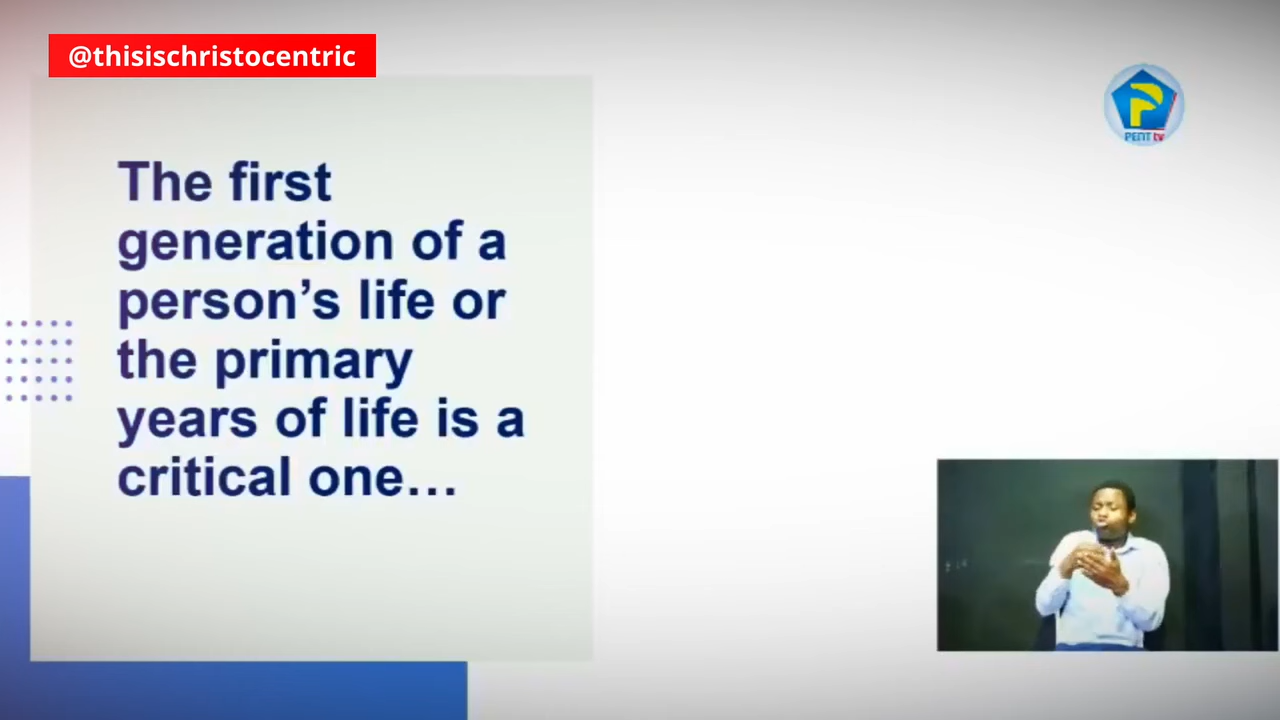 @thisischristocentric
PENT tv
The first
generation of a
person’s life or
the primary
years of life is a
critical one…